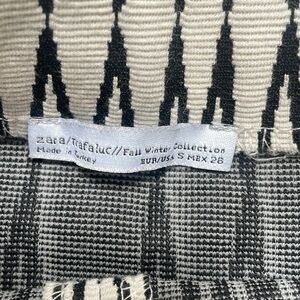 zara/Trafaluc//Fall Winter Collection
Made in Turkey EUR/USA S MEX 26